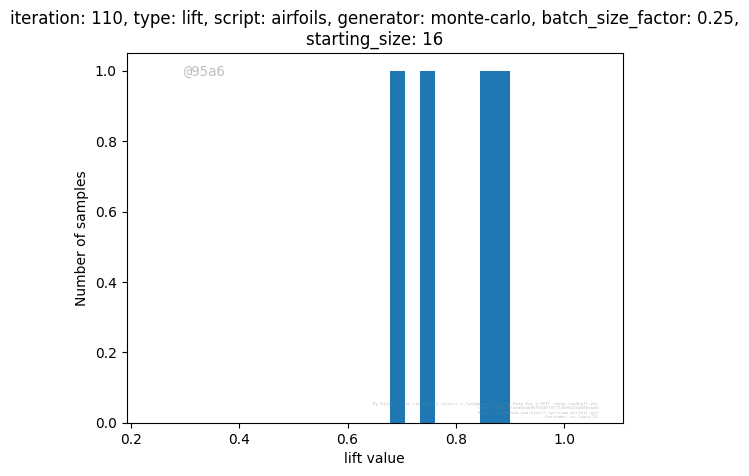 iteration: 110, type: lift, script: airfoils, generator: monte-carlo, batch_size_factor: 0.25,
starting_size: 16
@95a6
1.0
0.8
0.6
0.4
0.2
0.0
Number of samples
0.2 0.4 0.6 0.8 1.0
lift value